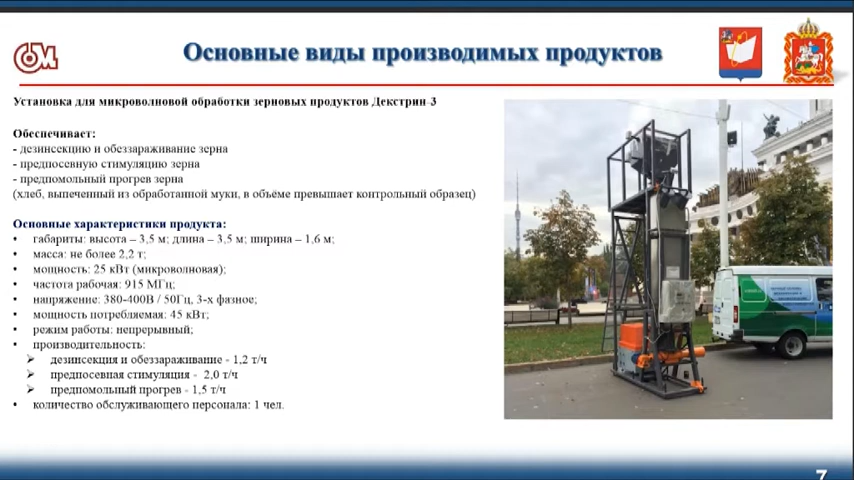 Основные виды производимых продуктов
Установка для микроволновой обработки зерновых продуктов Декстрин-3
Обеспечивает:
- дезинсекцию и обеззараживание зерна
- предпосевную стимуляцию зерна
- предпомольный прогрев зерна
(хлеб, выпеченный из обработанной муки, в объёме превышает контрольный образец)
Основные характеристики продукта:
• габариты: высота – 3,5 м; длина – 3,5 м; ширина – 1,6 м;
• масса: не более 2,2 т;
• мощность: 25 кВт (микроволновая);
• частота рабочая: 915 МГц;
• напряжение: 380-400В / 50Гц, 3-х фазное;
• мощность потребляемая: 45 кВт;
• режим работы: непрерывный;
• производительность:
➢ дезинсекция и обеззараживание - 1,2 т/ч
➢ предпосевная стимуляция - 2,0 т/ч
➢ предпомольный прогрев - 1,5 т/ч
• количество обслуживающего персонала: 1 чел.
7